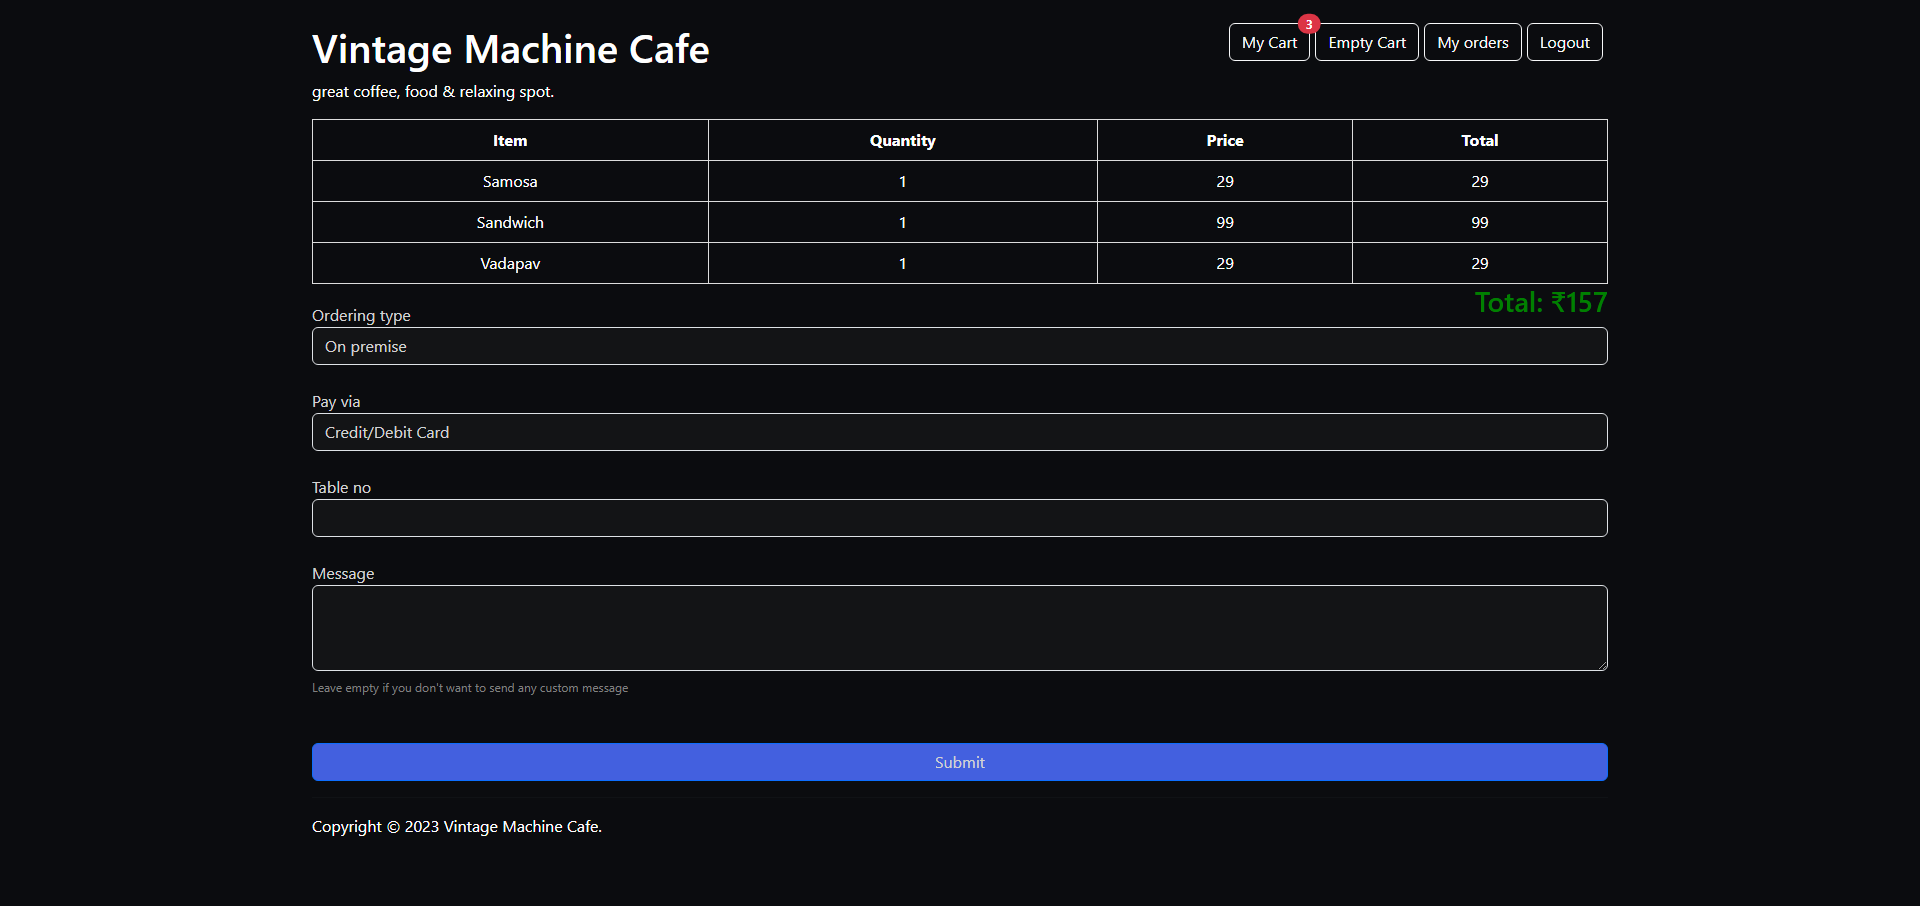 Vintage Machine Cafe
great coffee, food & relaxing spot.
My Cart 3 Empty Cart My orders Logout
Item Quantity Price Total
Samosa 1 29 29
Sandwich 1 99 99
Vadapav 1 29 29
Total: ₹157
Ordering type
On premise
Pay via
Credit/Debit Card
Table no
Message
Leave empty if you don't want to send any custom message
Submit
Copyright © 2023 Vintage Machine Cafe.